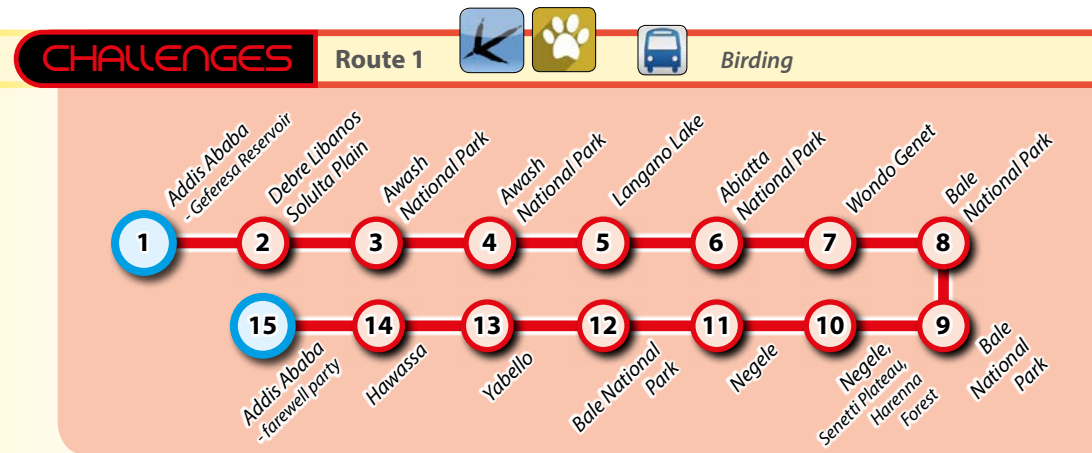 CHALLENGES
Route 1
Birding
Addis Ababa
- Geferesa Reservoir
Debre Libanos
Solulta Plain
Awash
National Park
Awash
National Park
Langano Lake
Abiatta
National Park
Wondo Genet
Bale
National Park
1
2
3
4
5
6
7
8
15
14
13
12
11
10
9
Addis Ababa
- farewell party
Hawassa
Yabello
Bale National
Park
Negele
Negele,
Senetti Plateau,
Harenna
Forest
Bale
National
Park